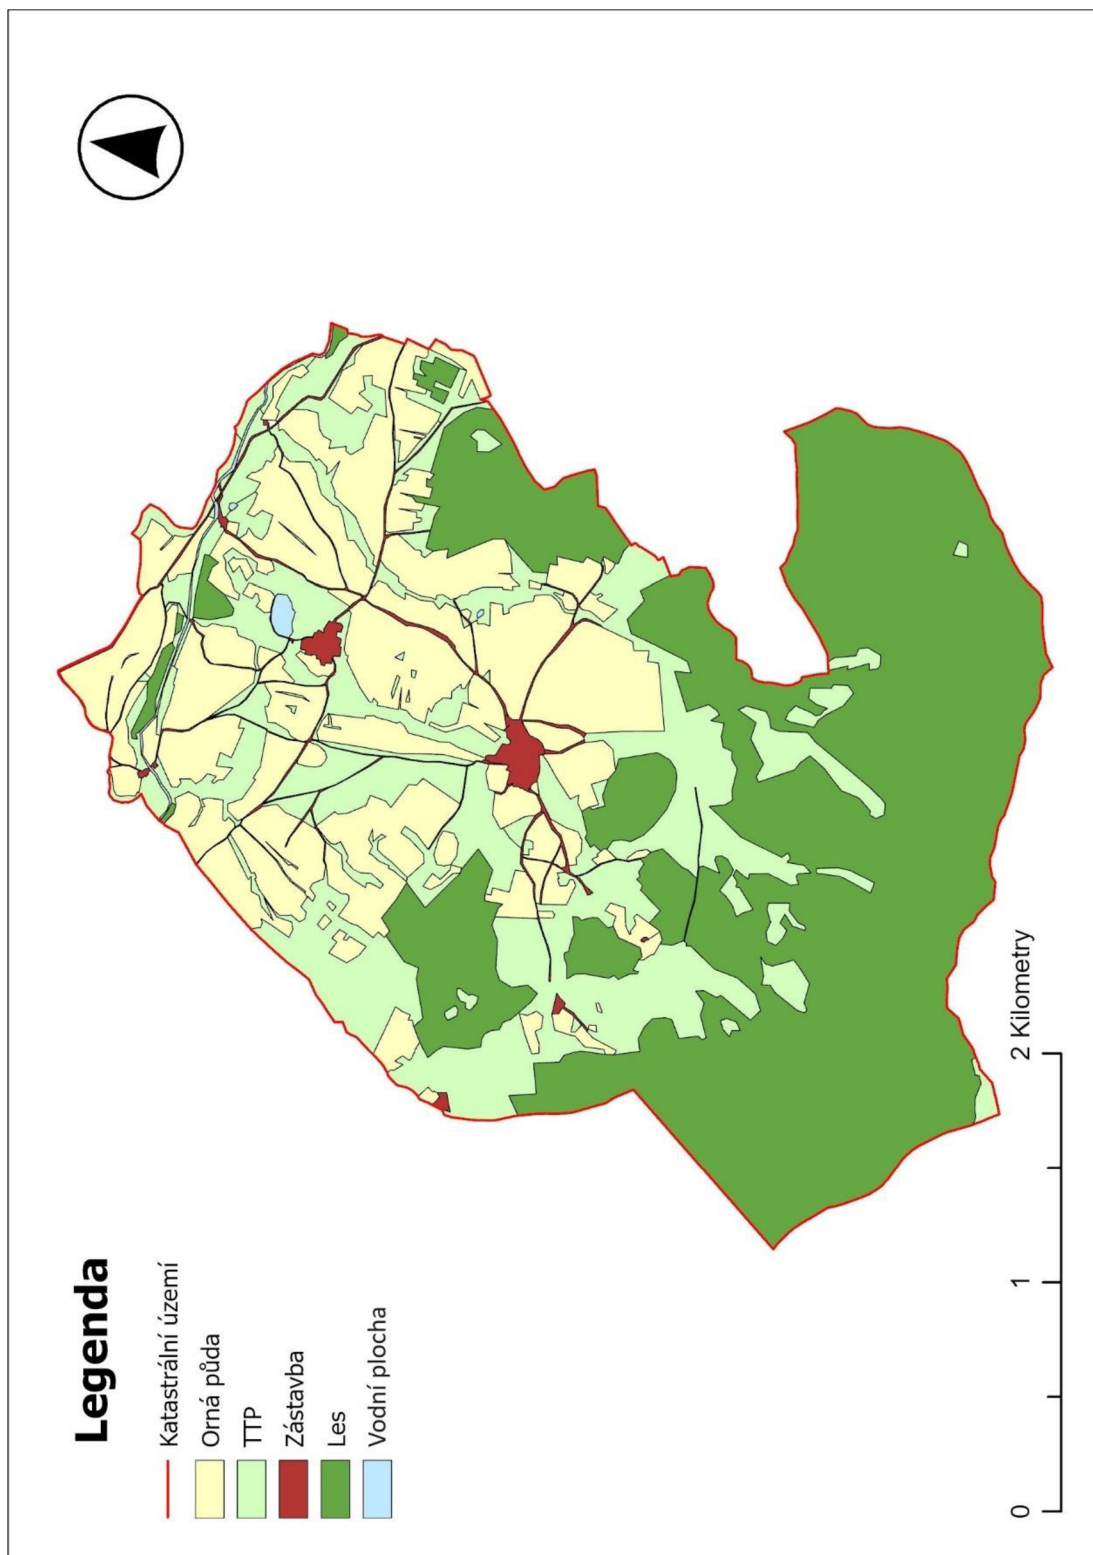 Legenda
Katastrální území
Orná půda
TTP
Zástavba
Les
Vodní plocha
0 1 2 Kilometry